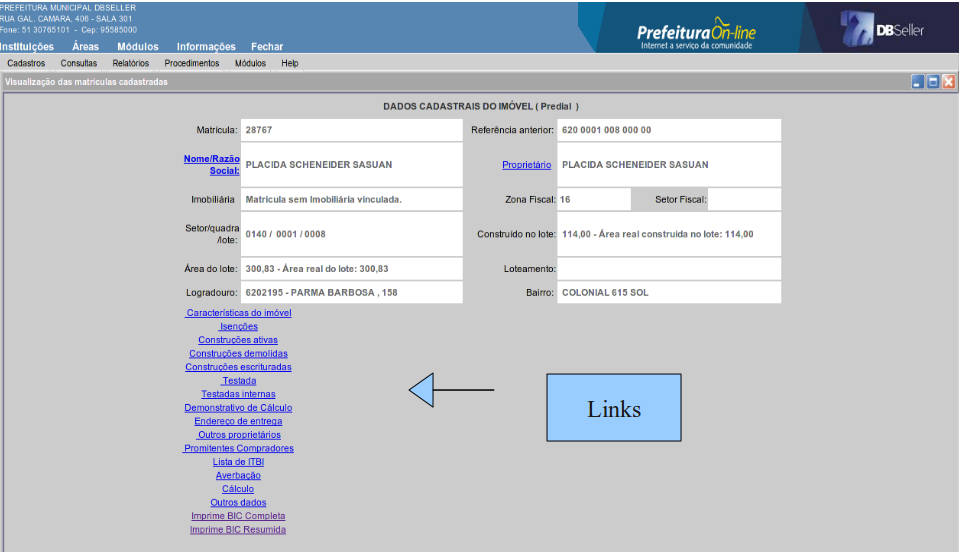 PREFEITURA MUNICIPAL DBSELLER
RUA GAL. CAMARA, 406 - SALA 301
Fone: 51 30765101 - Cep: 95585000
Instituições Áreas Módulos Informações Fechar
PrefeituraOn-line
Internet a serviço da comunidade
DBSeller
Cadastros Consultas Relatórios Procedimentos Módulos Help
Visualização das matriculas cadastradas
DADOS CADASTRAIS DO IMÓVEL ( Predial )
Matrícula: 28767 Referência anterior: 620 0001 008 000 00
Nome/Razão
Social: PLACIDA SCHENEIDER SASUAN Proprietário PLACIDA SCHENEIDER SASUAN
Imobiliária Matricula sem Imobiliária vinculada. Zona Fiscal: 16 Setor Fiscal:
Setor/quadra
/lote: 0140 / 0001 / 0008 Construido no lote: 114,00 - Área real construida no lote: 114,00
Área do lote: 300,83 - Área real do lote: 300,83 Loteamento:
Logradouro: 6202195 - PARMA BARBOSA , 158 Bairro: COLONIAL 615 SOL
Características do imóvel
Isenções
Construções ativas
Construções demolidas
Construções escrituradas
Testada
Testadas internas
Demonstrativo de Cálculo
Endereço de entrega
Outros proprietários
Promitentes Compradores
Lista de ITBI
Averbação
Cálculo
Outros dados
Imprime BIC Completa
Imprime BIC Resumida
Links